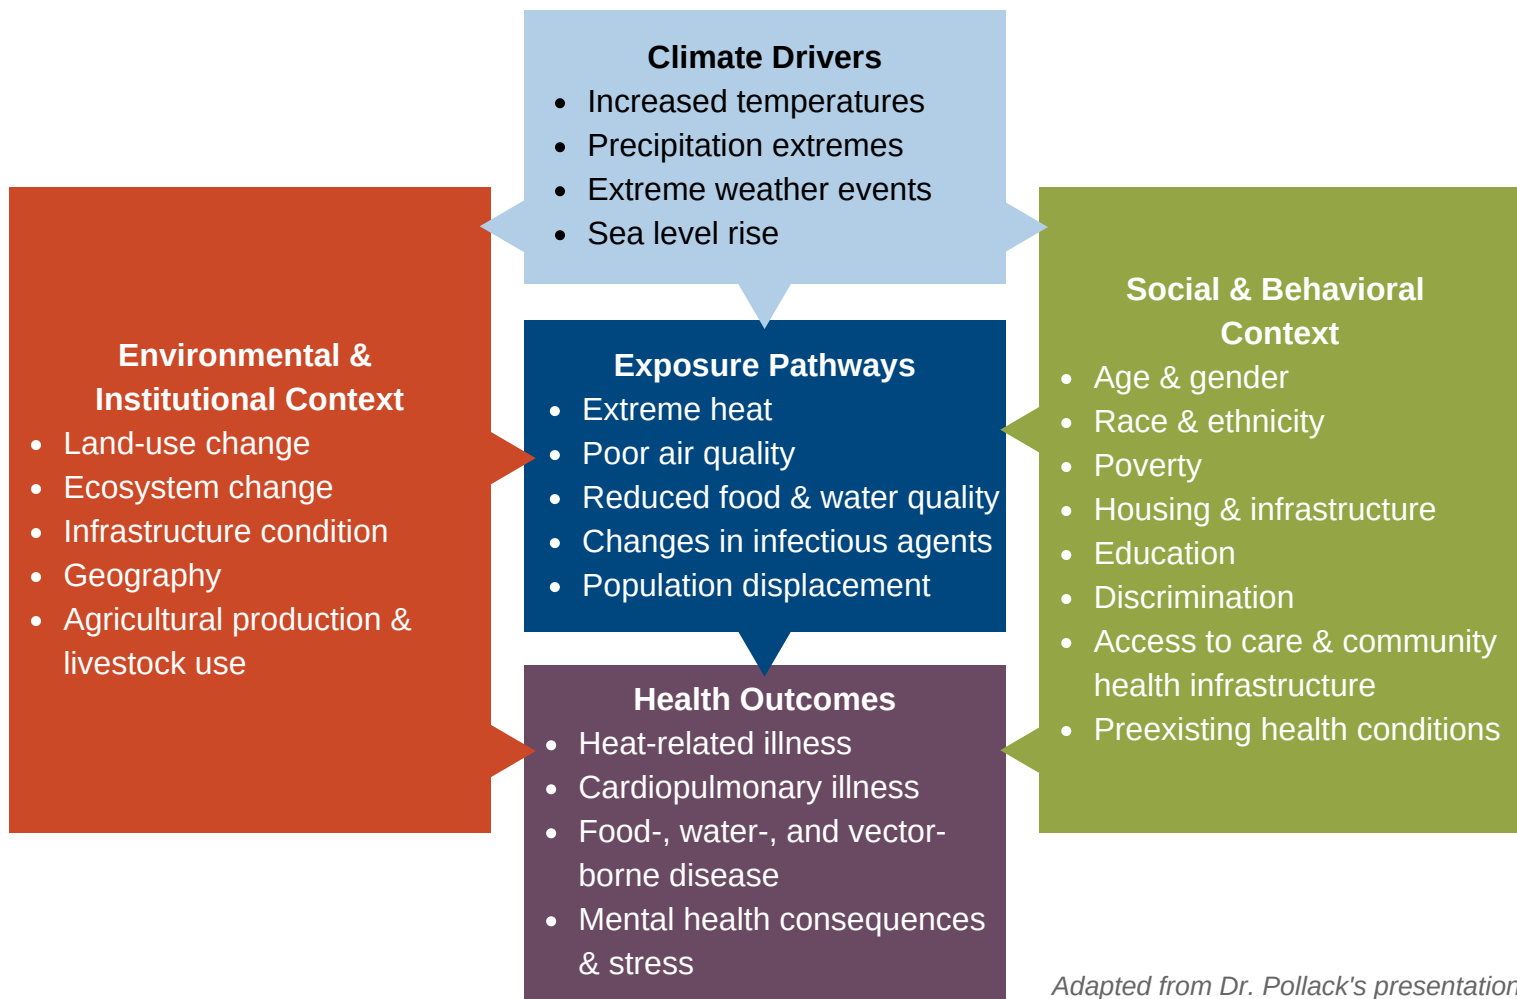 Climate Drivers
• Increased temperatures
• Precipitation extremes
• Extreme weather events
• Sea level rise
Environmental &
Institutional Context
• Land-use change
• Ecosystem change
• Infrastructure condition
• Geography
• Agricultural production &
livestock use
Exposure Pathways
• Extreme heat
• Poor air quality
• Reduced food & water quality
• Changes in infectious agents
• Population displacement
Social & Behavioral
Context
• Age & gender
• Race & ethnicity
• Poverty
• Housing & infrastructure
• Education
• Discrimination
• Access to care & community
health infrastructure
• Preexisting health conditions
Health Outcomes
• Heat-related illness
• Cardiopulmonary illness
• Food-, water-, and vector-
borne disease
• Mental health consequences
& stress
Adapted from Dr. Pollack's presentation